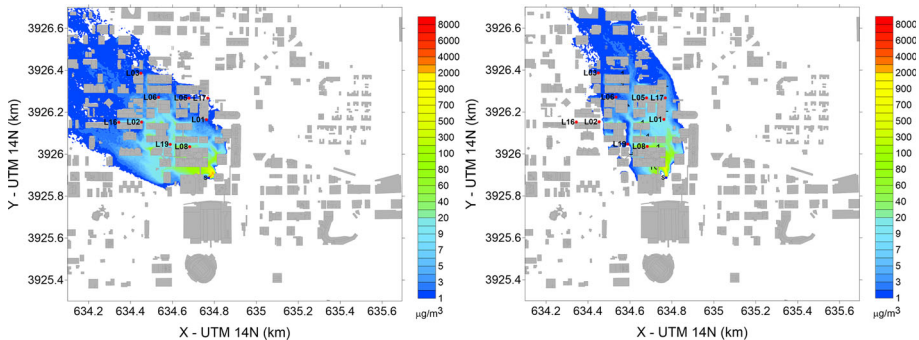 3926.6
3926.4
3926.2
3926
3925.8
3925.6
3925.4
Y - UTM 14N (km)
L03
L06
L05
L17
L16
L02
L01
L19
L08
634.2
634.4
634.6
634.8
635
635.2
635.4
635.6
X - UTM 14N (km)
8000
6000
4000
2000
900
700
500
300
100
80
60
40
20
9
7
5
3
1
µg/m³
3926.6
3926.4
3926.2
3926
3925.8
3925.6
3925.4
Y - UTM 14N (km)
L03
L06
L05
L17
L16
L02
L01
L19
L08
634.2
634.4
634.6
634.8
635
635.2
635.4
635.6
X - UTM 14N (km)
8000
6000
4000
2000
900
700
500
300
100
80
60
40
20
9
7
5
3
1
µg/m³